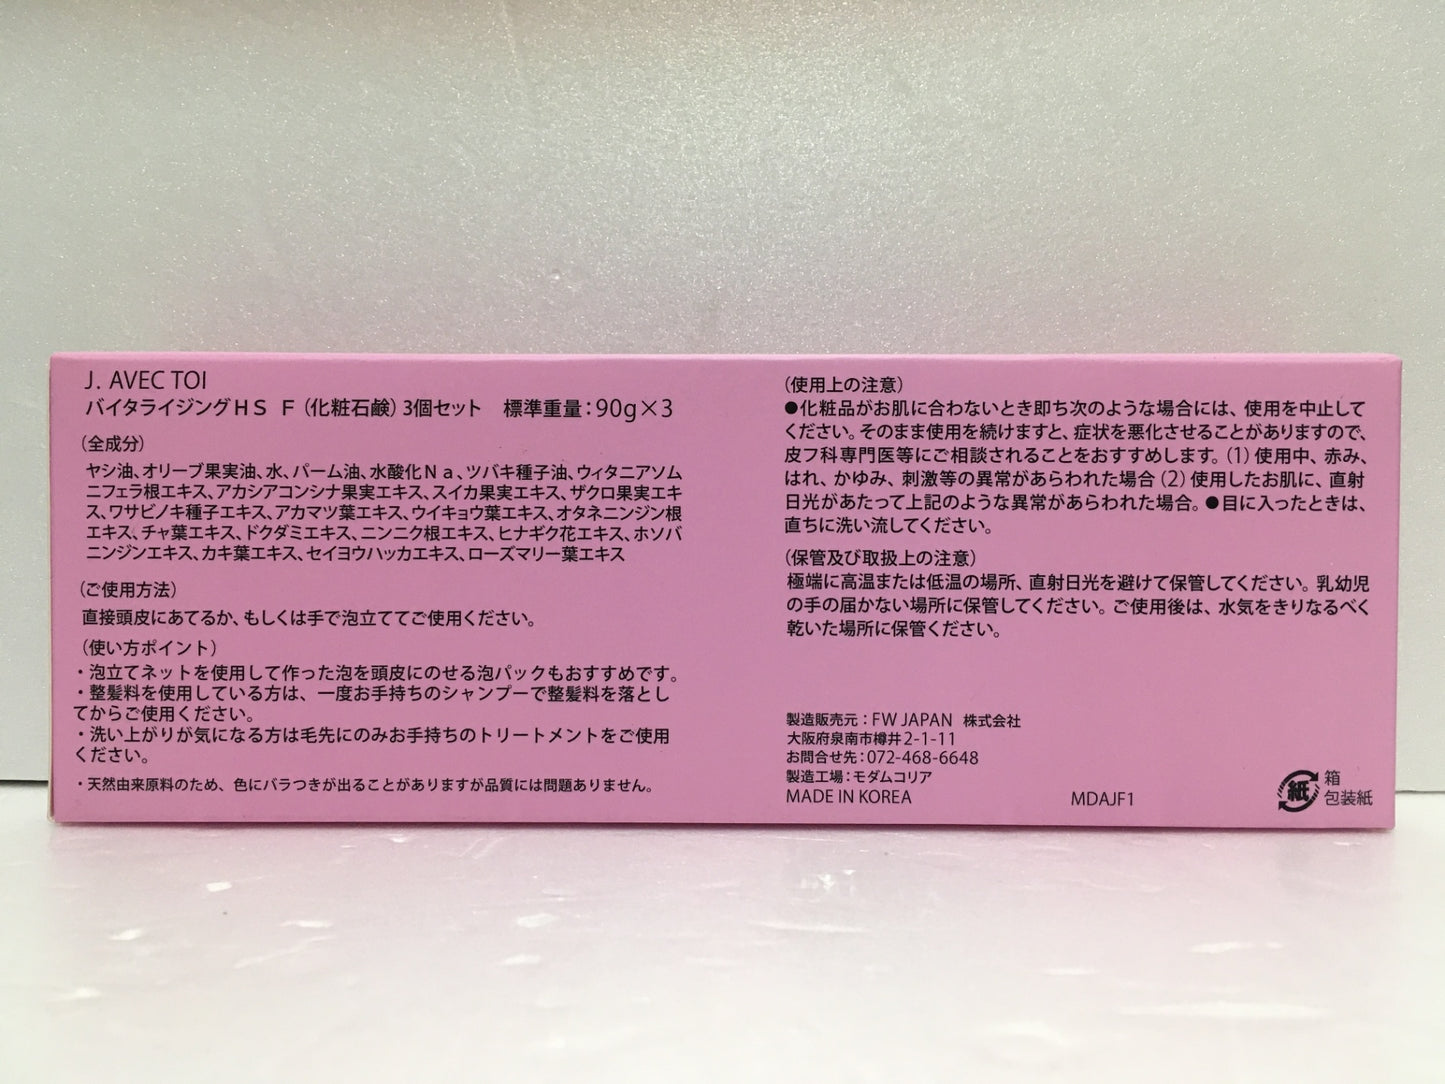 J. AVEC TOI
バイタライジングＨＳ Ｆ（化粧石鹸）3個セット　標準重量：90g×3
（全成分）
ヤシ油、オリーブ果実油、水、パーム油、水酸化Ｎａ、ツバキ種子油、ウィタニアソム
ニフェラ根エキス、アカシアコンシナ果実エキス、スイカ果実エキス、ザクロ果実エキ
ス、ワサビノキ種子エキス、アカマツ葉エキス、ウイキョウ葉エキス、オタネニンジン根
エキス、チャ葉エキス、ドクダミエキス、ニンニク根エキス、ヒナギク花エキス、ホソバ
ニンジンエキス、カキ葉エキス、セイヨウハッカエキス、ローズマリー葉エキス
（ご使用方法）
直接頭皮にあてるか、もしくは手で泡立ててご使用ください。
（使い方ポイント）
・泡立てネットを使用して作った泡を頭皮にのせる泡パックもおすすめです。
・整髪料を使用している方は、一度お手持ちのシャンプーで整髪料を落とし
てからご使用ください。
・洗い上がりが気になる方は毛先にのみお手持ちのトリートメントをご使用
ください。
・天然由来原料のため、色にバラつきが出ることがありますが品質には問題ありません。
（使用上の注意）
●化粧品がお肌に合わないとき即ち次のような場合には、使用を中止して
ください。そのまま使用を続けますと、症状を悪化させることがありますので、
皮フ科専門医等にご相談されることをおすすめします。（1）使用中、赤み、
はれ、かゆみ、刺激等の異常があらわれた場合（2）使用したお肌に、直射
日光があたって上記のような異常があらわれた場合。●目に入ったときは、
直ちに洗い流してください。
（保管及び取扱上の注意）
極端に高温または低温の場所、直射日光を避けて保管してください。乳幼児
の手の届かない場所に保管してください。ご使用後は、水気をきりなるべく
乾いた場所に保管ください。
製造販売元：FW JAPAN 株式会社
大阪府泉南市樽井2-1-11
お問合せ先：072-468-6648
製造工場：モダムコリア
MADE IN KOREA
MDAJF1
紙
箱
包装紙